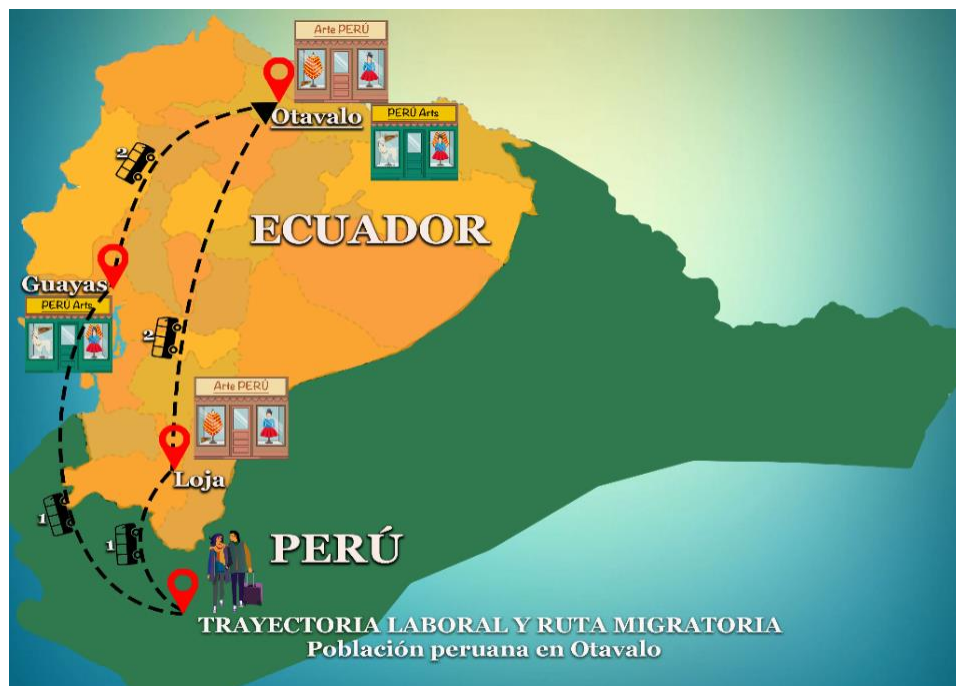 Arte PERÚ
Otavalo
PERÚ Arts
2
ECUADOR
Guayas
PERÚ Arts
2
Arte PERÚ
Loja
1
1
PERÚ
TRAYECTORIA LABORAL Y RUTA MIGRATORIA
Población peruana en Otavalo